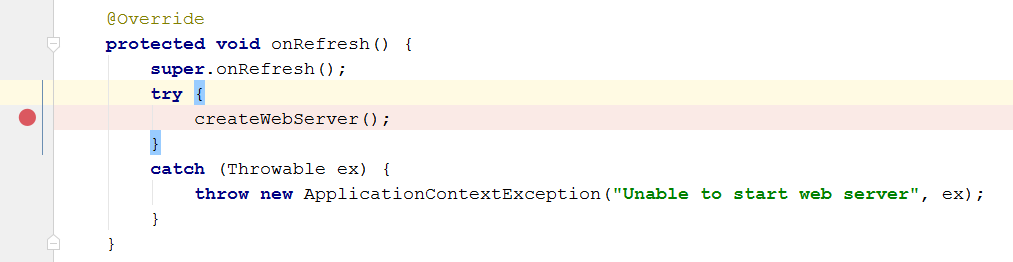 @Override
protected void onRefresh() {
    super.onRefresh();
    try {
        createWebServer();
    }
    catch (Throwable ex) {
        throw new ApplicationContextException("Unable to start web server", ex);
    }
}